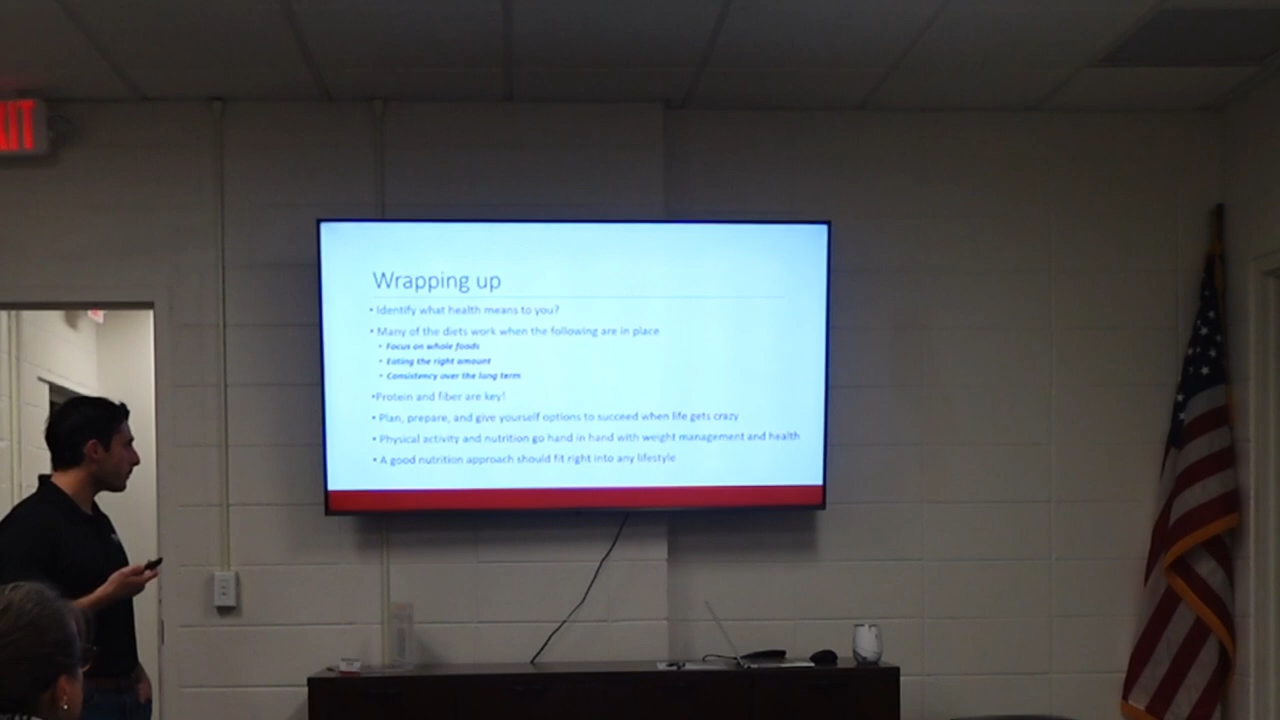 XIT
Wrapping up
• Identify what health means to you?
• Many of the diets work when the following are in place
• Focus on whole foods
• Eating the right amount
• Consistency over the long term
•Protein and fiber are key!
• Plan, prepare, and give yourself options to succeed when life gets crazy
• Physical activity and nutrition go hand in hand with weight management and health
• A good nutrition approach should fit right into any lifestyle